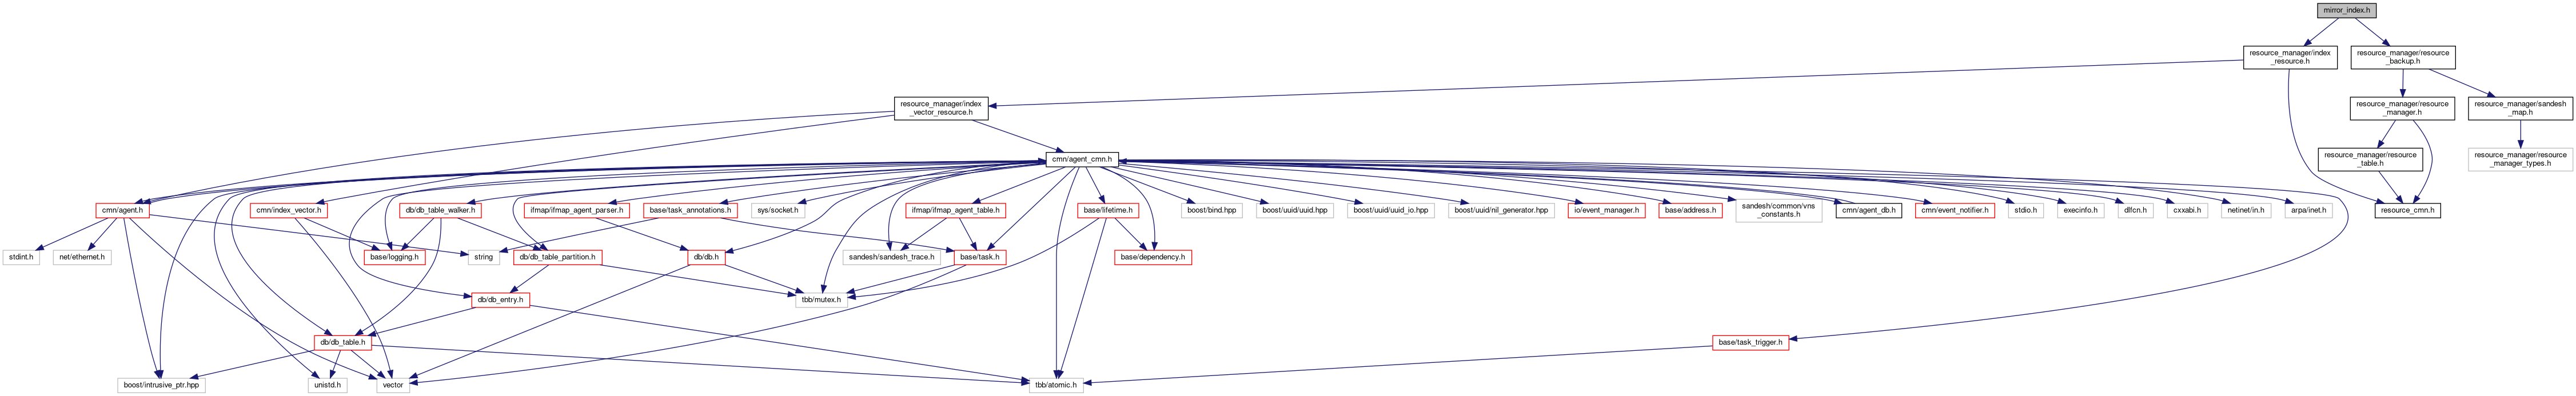 mirror_index.h
resource_manager/index
_resource.h
resource_manager/resource
_backup.h
resource_manager/index
_vector_resource.h
resource_manager/resource
_manager.h
resource_manager/sandesh
_map.h
cmn/agent_cmn.h
resource_manager/resource
_table.h
resource_manager/resource
_manager_types.h
cmn/agent.h
cmn/index_vector.h
db/db_table_walker.h
ifmap/ifmap_agent_parser.h
base/task_annotations.h
sys/socket.h
ifmap/ifmap_agent_table.h
base/lifetime.h
boost/bind.hpp
boost/uuid/uuid.hpp
boost/uuid/uuid_io.hpp
boost/uuid/nil_generator.hpp
io/event_manager.h
base/address.h
sandesh/common/vns
_constants.h
cmn/agent_db.h
cmn/event_notifier.h
stdio.h
execinfo.h
dlfcn.h
cxxabi.h
netinet/in.h
arpa/inet.h
resource_cmn.h
stdint.h
net/ethernet.h
base/logging.h
string
db/db_table_partition.h
db/db.h
sandesh/sandesh_trace.h
base/task.h
base/dependency.h
db/db_entry.h
tbb/mutex.h
db/db_table.h
base/task_trigger.h
boost/intrusive_ptr.hpp
unistd.h
vector
tbb/atomic.h